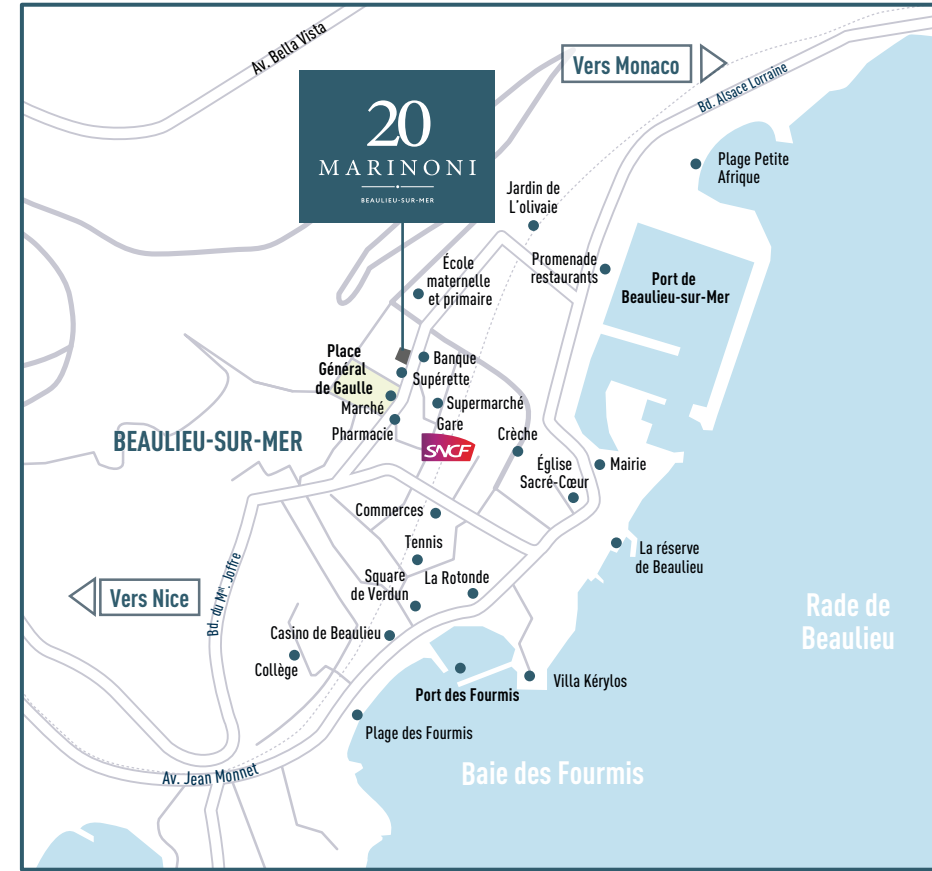 Av. Bella Vista
Vers Monaco
Bd. Alsace Lorraine
20
MARINONI
BEAULIEU-SUR-MER
Plage Petite
Afrique
Jardin de
L'olivaie
École
maternelle
et primaire
Promenade
restaurants
Port de
Beaulieu-sur-Mer
Place
Général
de Gaulle
Banque
Supérette
Marché
Supermarché
Pharmacie
Gare
SNCF
Crèche
BEAULIEU-SUR-MER
Église
Sacré-Cœur
Mairie
Commerces
Tennis
La réserve
de Beaulieu
Square
de Verdun
La Rotonde
Vers Nice
Bd. du Mal. Joffre
Rade de
Beaulieu
Casino de Beaulieu
Collège
Port des Fourmis
Villa Kérylos
Plage des Fourmis
Av. Jean Monnet
Baie des Fourmis